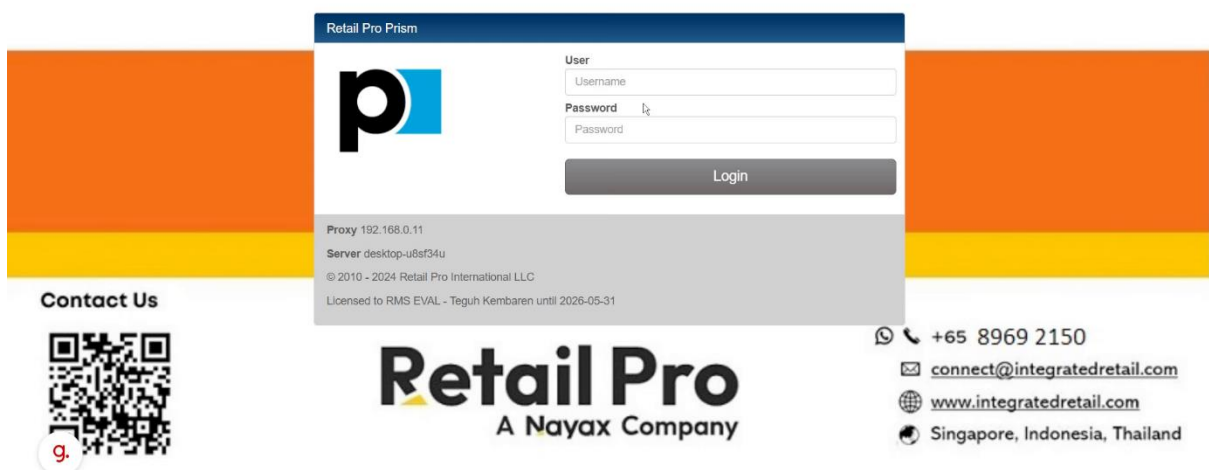 Retail Pro Prism
User
Username
Password
Password
Login
Proxy 192.168.0.11
Server desktop-u8sf34u
© 2010 - 2024 Retail Pro International LLC
Licensed to RMS EVAL - Teguh Kembaren until 2026-05-31
Contact Us
g.
Retail Pro
A Nayax Company
+65 8969 2150
connect@integratedretail.com
www.integratedretail.com
Singapore, Indonesia, Thailand